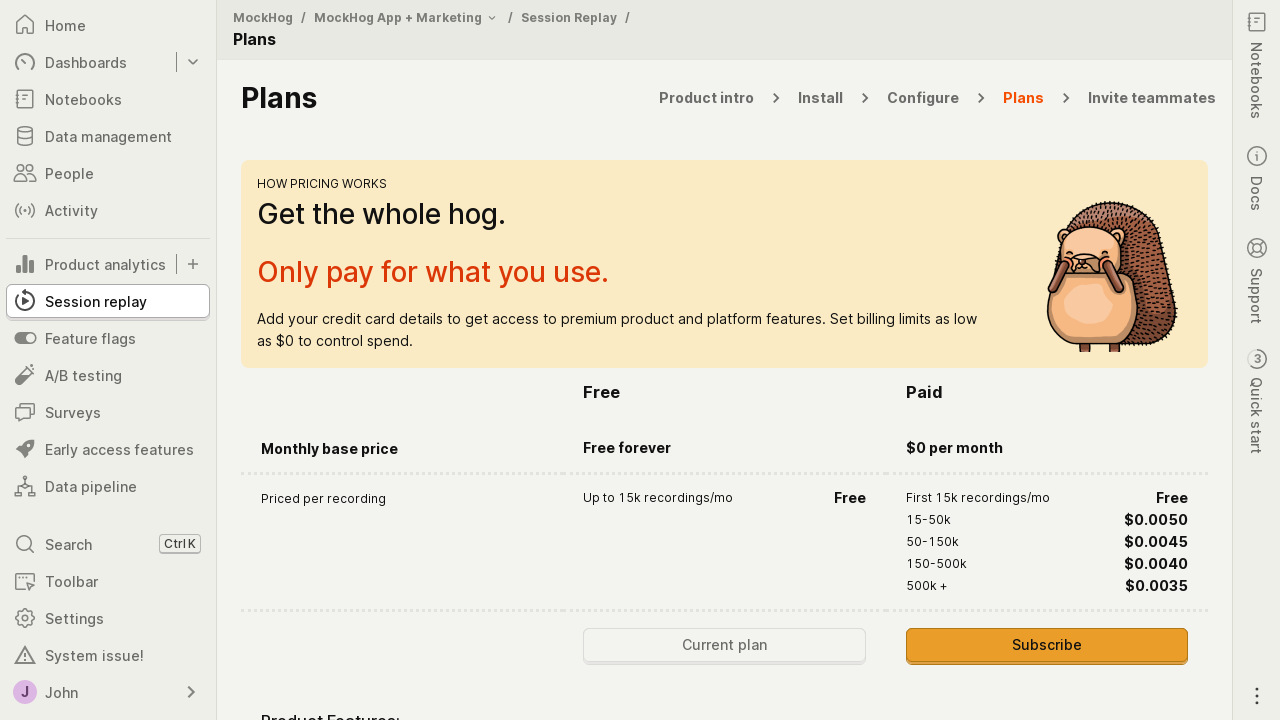 Home
Dashboards
Notebooks
Data management
People
Activity
Product analytics
Session replay
Feature flags
A/B testing
Surveys
Early access features
Data pipeline
Search Ctrl K
Toolbar
Settings
System issue!
J John
MockHog / MockHog App + Marketing / Session Replay /
Plans
Plans
Product intro > Install > Configure > Plans > Invite teammates
HOW PRICING WORKS
Get the whole hog.
Only pay for what you use.
Add your credit card details to get access to premium product and platform features. Set billing limits as low
as $0 to control spend.
Free Paid
Monthly base price Free forever $0 per month
Priced per recording Up to 15k recordings/mo Free First 15k recordings/mo Free
15-50k $0.0050
50-150k $0.0045
150-500k $0.0040
500k + $0.0035
Current plan Subscribe
Product Features:
Notebooks
Docs
Support
3 Quick start